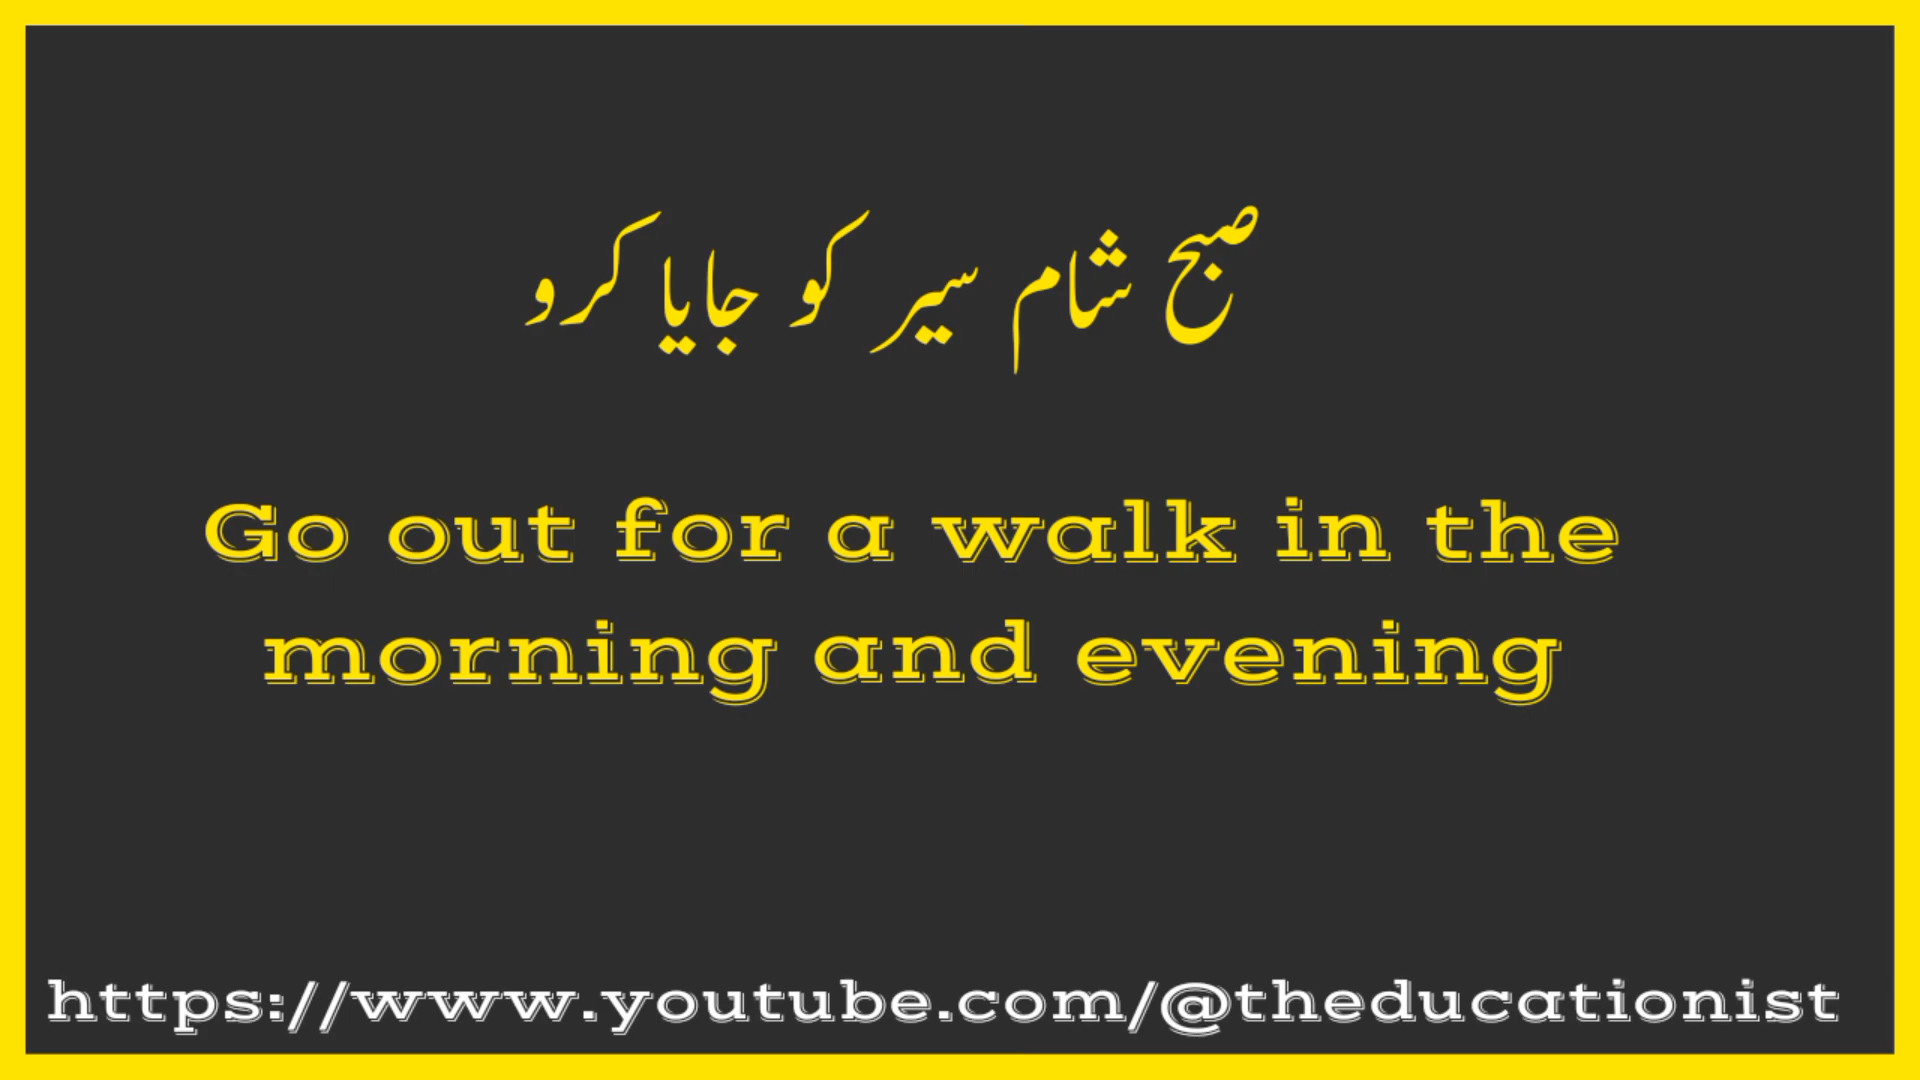 صبح شام سیر کو جایا کرو
Go out for a walk in the
morning and evening
https://www.youtube.com/@theducationist